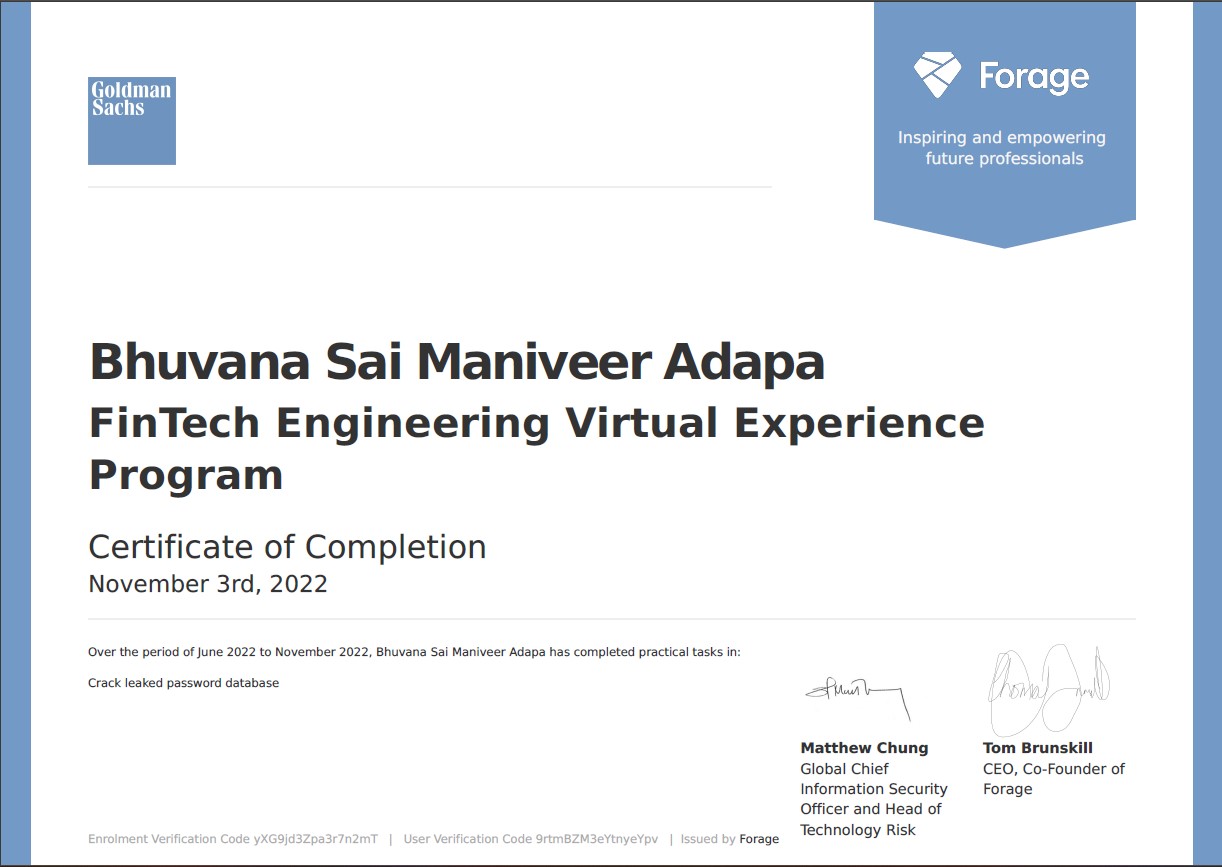 Goldman
Sachs
Forage
Inspiring and empowering
future professionals
Bhuvana Sai Maniveer Adapa
FinTech Engineering Virtual Experience
Program
Certificate of Completion
November 3rd, 2022
Over the period of June 2022 to November 2022, Bhuvana Sai Maniveer Adapa has completed practical tasks in:
Crack leaked password database
Matthew Chung
Global Chief
Information Security
Officer and Head of
Technology Risk
Tom Brunskill
CEO, Co-Founder of
Forage
Enrolment Verification Code yXG9jd3Zpa3r7n2mT | User Verification Code 9rtmBZM3eYtnyeYpv | Issued by Forage